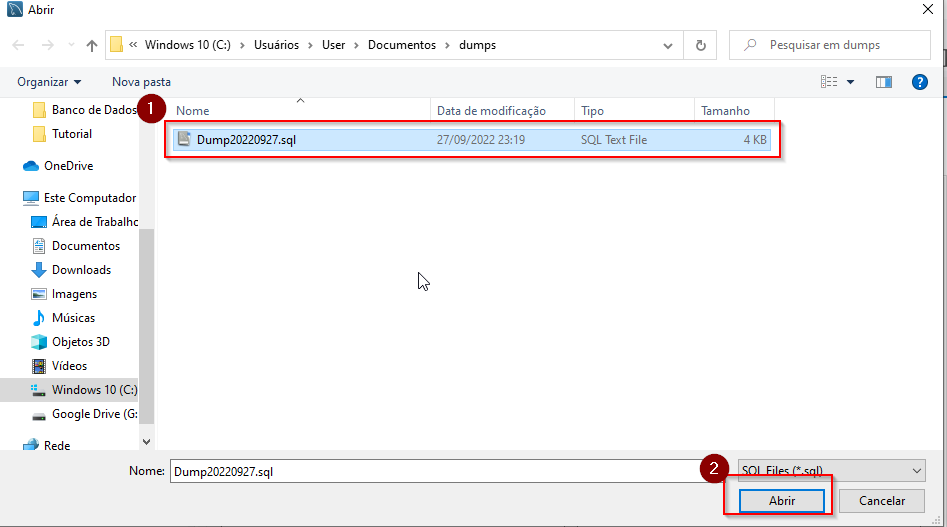 Abrir
« Windows 10 (C:) > Usuários > User > Documentos > dumps
Pesquisar em dumps
Organizar
Nova pasta
?
1
Nome
Data de modificação
Tipo
Tamanho
Dump20220927.sql
27/09/2022 23:19
SQL Text File
4 KB
Banco de Dados
Tutorial
OneDrive
Este Computador
Área de Trabalho
Documentos
Downloads
Imagens
Músicas
Objetos 3D
Vídeos
Windows 10 (C:)
Google Drive (G:
Rede
Nome:
Dump20220927.sql
2
SQL Files (*.sql)
Abrir
Cancelar